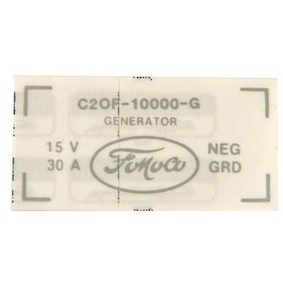 C2OF-10000-G
GENERATOR
15 V
30 A
FoMoCo
NEG
GRD